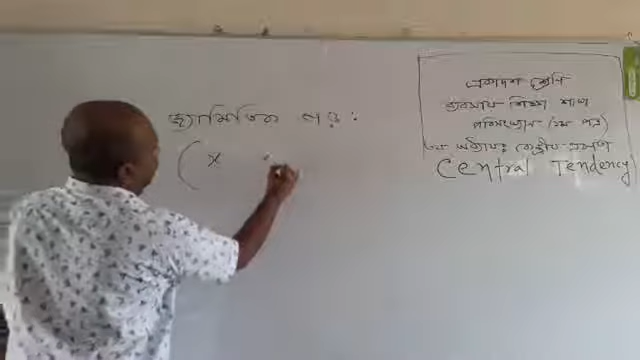 একাদশ শ্রেণি
ব্যবসায় শিক্ষা শাখা
পরিসংখ্যান (১ম পত্র)
৩য় অধ্যায়ঃ কেন্দ্রীয় প্রবণতা
Central Tendency
জ্যামিতিক গড় :
( x